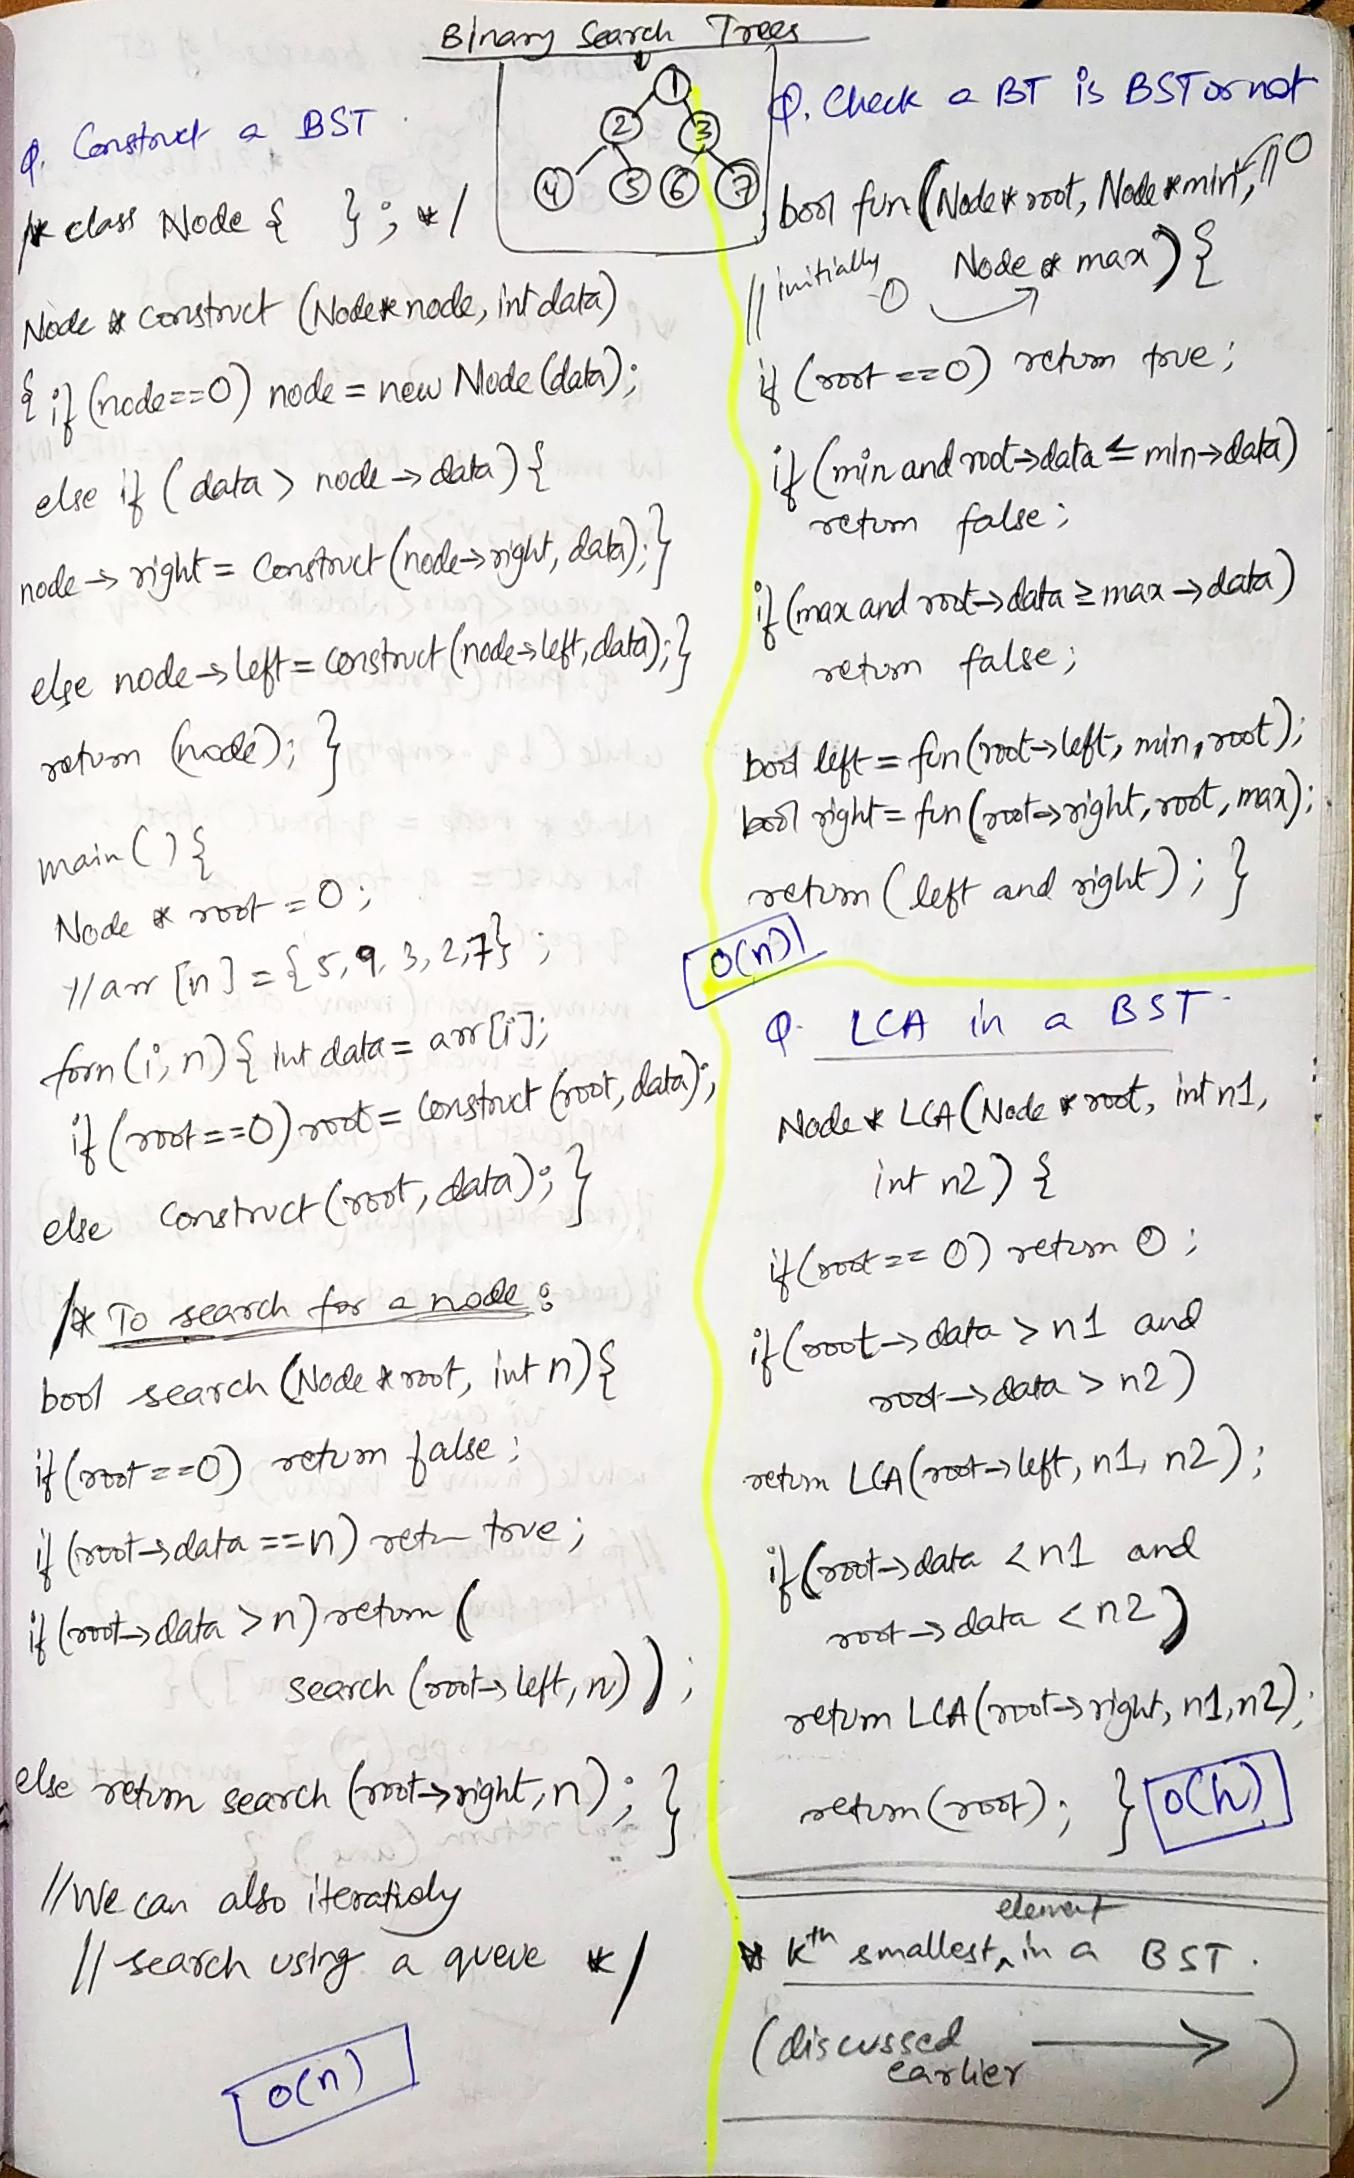 Binary Search Trees
1
2 3
4 5 6 7
Q. Construct a BST
/* class Node { }; */
Node * construct (Node*node, int data)
{ if (node==0) node = new Node(data);
else if (data > node → data) {
node → right = Construct (node→right, data);}
else node→left = construct (node→left, data);}
return (node); }
main() {
Node * root = 0;
// arr [n] = {5, 9, 3, 2, 7};
forn (i, n) { int data = arr[i];
if (root==0) root = Construct (root, data);
else Construct (root, data); }
/* To search for a node :
bool search (Node * root, int n) {
if (root==0) return false;
if (root→data ==n) retn true;
if (root→data > n) return (
search (root→left, n));
else return search (root→right, n); }
// We can also iteratively
// search using a queue */
O(n)
Q. Check a BT is BST or not
bool fun (Node* root, Node *min, // 0
// initially 0 Node * max) {
if (root ==0) return true;
if (min and root→data ≤ min→data)
return false;
if (max and root→data ≥ max→data)
return false;
bool left = fun (root→left, min, root);
bool right = fun (root→right, root, max);
return (left and right); }
O(n)
Q. LCA in a BST.
Node * LCA (Node * root, int n1,
int n2) {
if (root == 0) return 0;
if (root→data > n1 and
root→data > n2)
return LCA (root→left, n1, n2);
if (root→data < n1 and
root→data < n2)
return LCA (root→right, n1, n2);
return (root); } O(h)
* Kth smallest element in a BST.
(discussed earlier →)